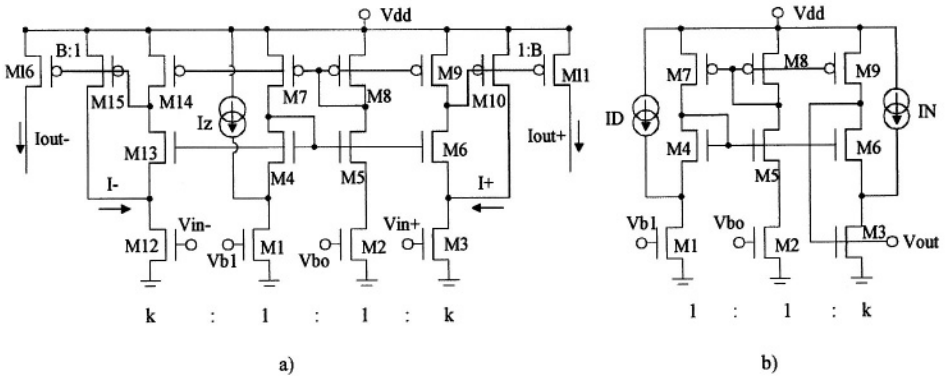 Vdd
B:1
1:B
M16
M15
M14
M7
M8
M9
M10
M11
Iz
Iout-
Iout+
M13
M4
M5
M6
I-
I+
Vin-
Vin+
M12
Vb1
M1
Vbo
M2
M3
k : 1 : 1 : k
a)
Vdd
M7
M8
M9
ID
IN
M4
M5
M6
Vb1
M1
Vbo
M2
M3
Vout
1 : 1 : k
b)